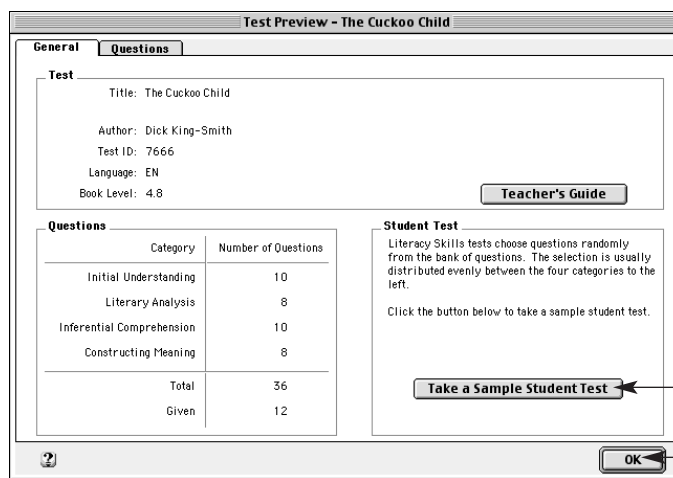 Test Preview – The Cuckoo Child
General
Questions
Test
Title: The Cuckoo Child
Author: Dick King-Smith
Test ID: 7666
Language: EN
Book Level: 4.8
Teacher's Guide
Questions
Category Number of Questions
Initial Understanding 10
Literary Analysis 8
Inferential Comprehension 10
Constructing Meaning 8
Total 36
Given 12
Student Test
Literacy Skills tests choose questions randomly
from the bank of questions. The selection is usually
distributed evenly between the four categories to the
left.
Click the button below to take a sample student test.
Take a Sample Student Test
?
OK